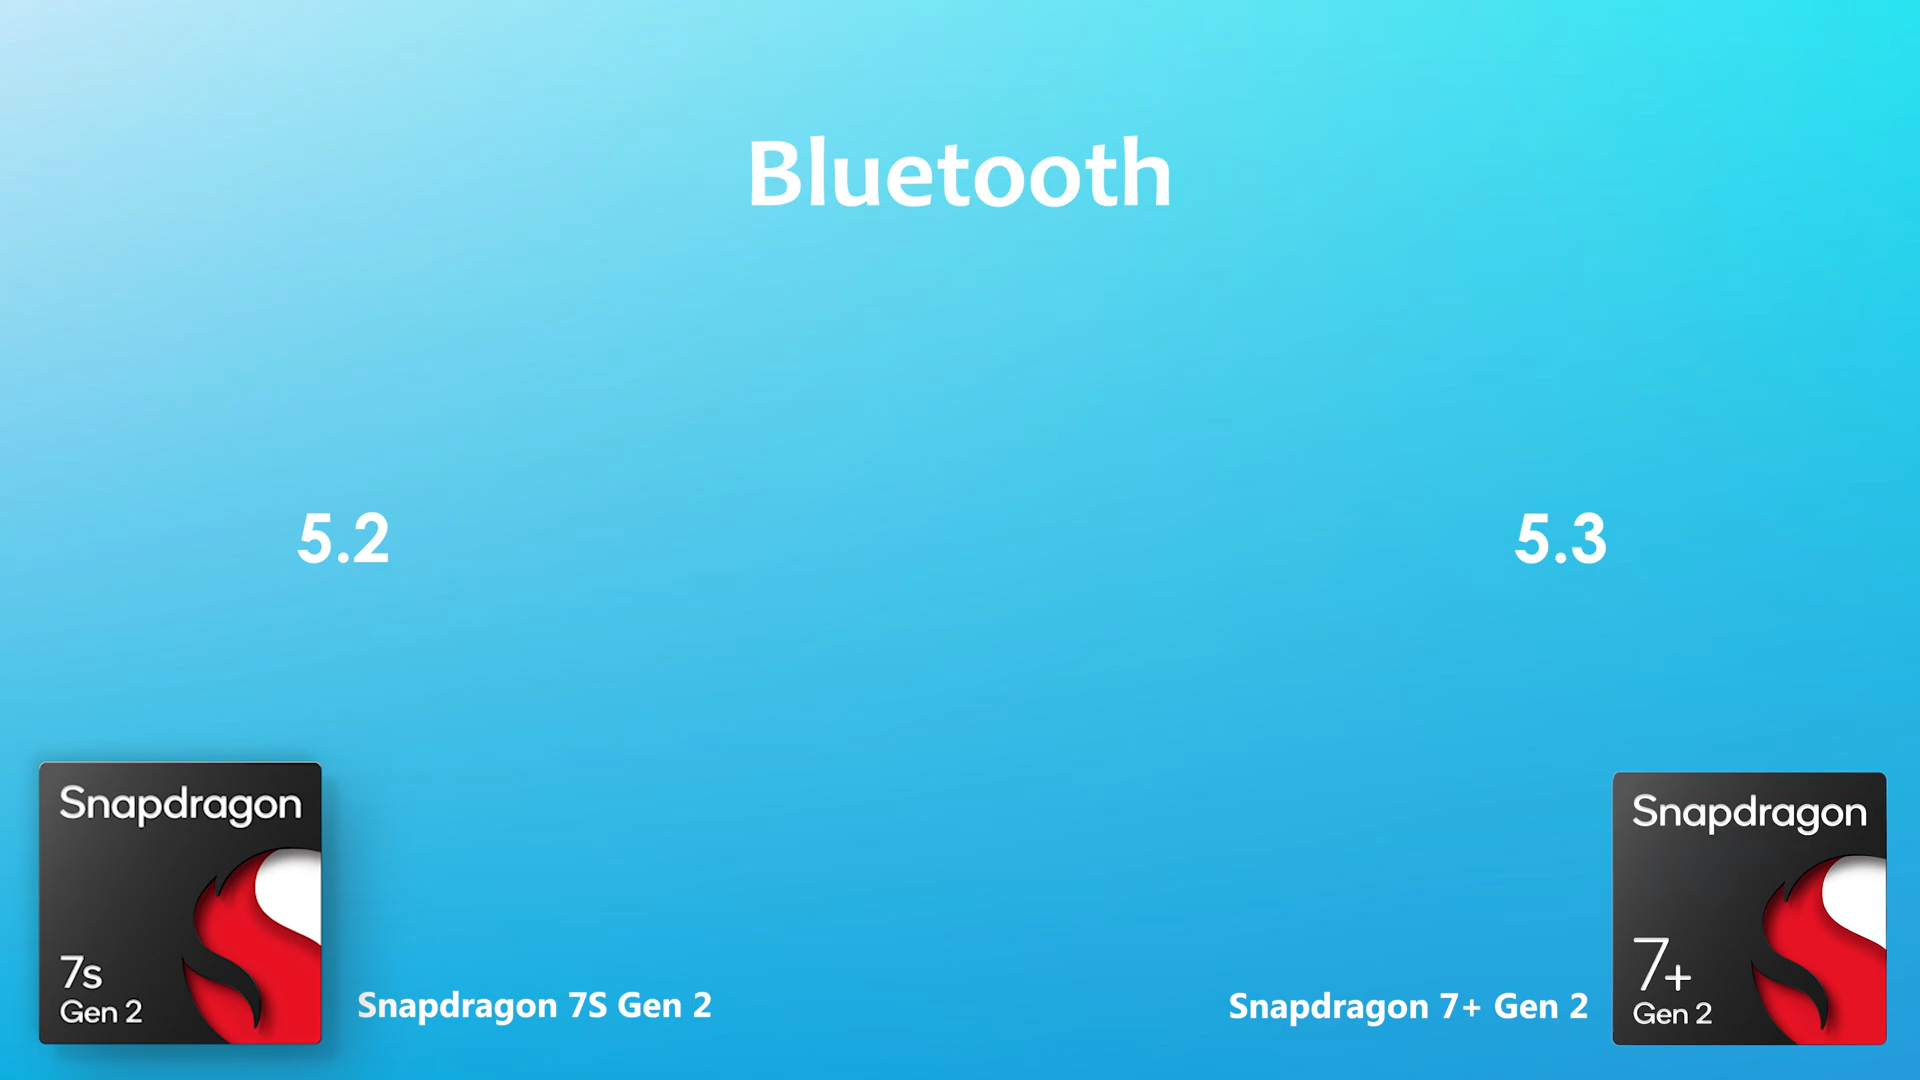 Bluetooth
5.2
5.3
Snapdragon
7s
Gen 2
Snapdragon 7S Gen 2
Snapdragon 7+ Gen 2
Snapdragon
7+
Gen 2